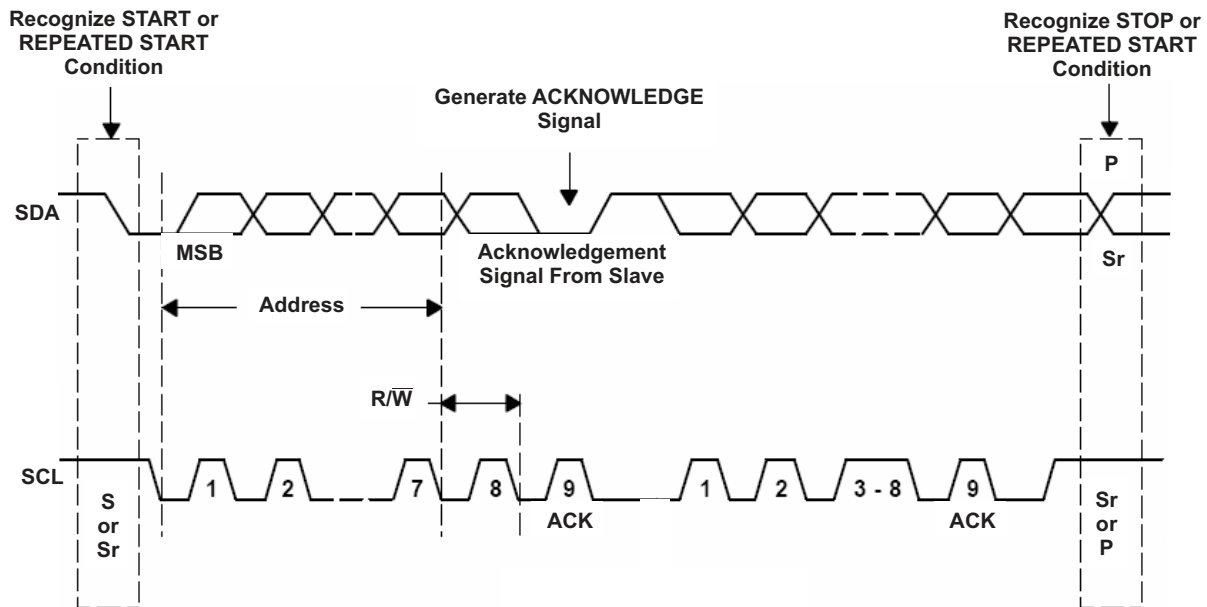 Recognize START or
REPEATED START
Condition
Recognize STOP or
REPEATED START
Condition
Generate ACKNOWLEDGE
Signal
P
SDA
MSB
Acknowledgement
Signal From Slave
Sr
Address
R/W̅
SCL
1
2
7
8
9
1
2
3 - 8
9
ACK
ACK
S
or
Sr
Sr
or
P